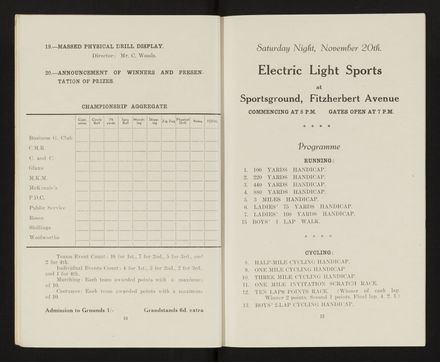 19.—MASSED PHYSICAL DRILL DISPLAY.
Director: Mr. C. Woods.
20.—ANNOUNCEMENT OF WINNERS AND PRESEN-
TATION OF PRIZES.
CHAMPIONSHIP AGGREGATE
Business G. Club
C.M.R.
C. and C.
Glaxo
M.K.M.
McKenzie's
P.D.C.
Public Service
Rosco
Shillings
Woolworths
Teams Event Count: 10 for 1st., 7 for 2nd., 5 for 3rd., and
2 for 4th.
Individual Events Count: 4 for 1st., 3 for 2nd., 2 for 3rd.,
and 1 for 4th.
Marching: Each team awarded points with a maximum
of 10.
Costumes: Each team awarded points with a maximum
of 10.
Admission to Grounds 1/- Grandstands 6d. extra
Saturday Night, November 20th.
Electric Light Sports
at
Sportsground, Fitzherbert Avenue
COMMENCING AT 8 P.M. GATES OPEN AT 7 P.M.
* * * *
Programme
RUNNING:
1. 100 YARDS HANDICAP.
2. 220 YARDS HANDICAP.
3. 440 YARDS HANDICAP.
4. 880 YARDS HANDICAP.
5. 3 MILES HANDICAP.
6. LADIES' 75 YARDS HANDICAP.
7. LADIES' 100 YARDS HANDICAP.
15 BOYS' 1 LAP WALK.
* * * *
CYCLING:
8. HALF-MILE CYCLING HANDICAP.
9. ONE MILE CYCLING HANDICAP.
10. THREE MILE CYCLING HANDICAP.
11. ONE MILE INVITATION SCRATCH RACE.
12. TEN LAPS POINTS RACE. (Winner of each lap
Winner 2 points, Second 1 point, Final lap, 4, 2, 1.)
13. BOYS' 2-LAP CYCLING HANDICAP.